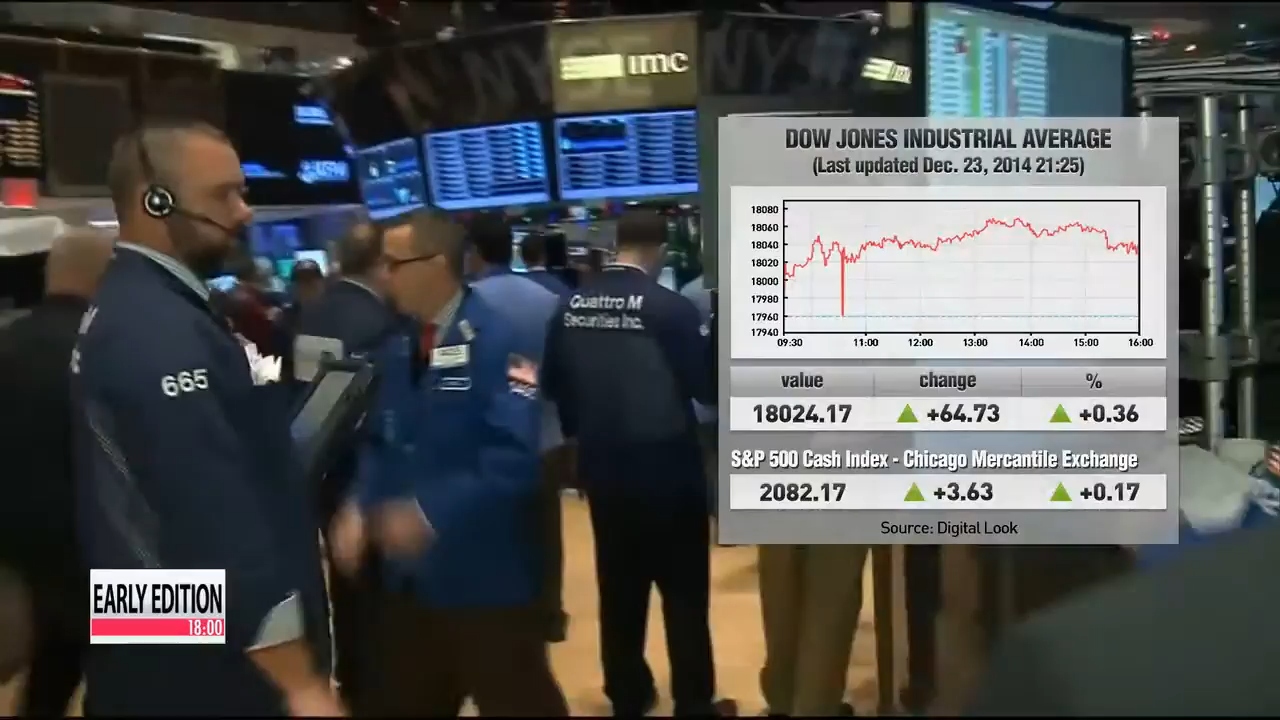 NYSE
imc
DOW JONES INDUSTRIAL AVERAGE
(Last updated Dec. 23, 2014 21:25)
18080
18060
18040
18020
18000
17980
17960
17940
09:30 11:00 12:00 13:00 14:00 15:00 16:00
value change %
18024.17 ▲ +64.73 ▲ +0.36
S&P 500 Cash Index - Chicago Mercantile Exchange
2082.17 ▲ +3.63 ▲ +0.17
Source: Digital Look
Quattro M
Securities Inc.
665
EARLY EDITION
18:00